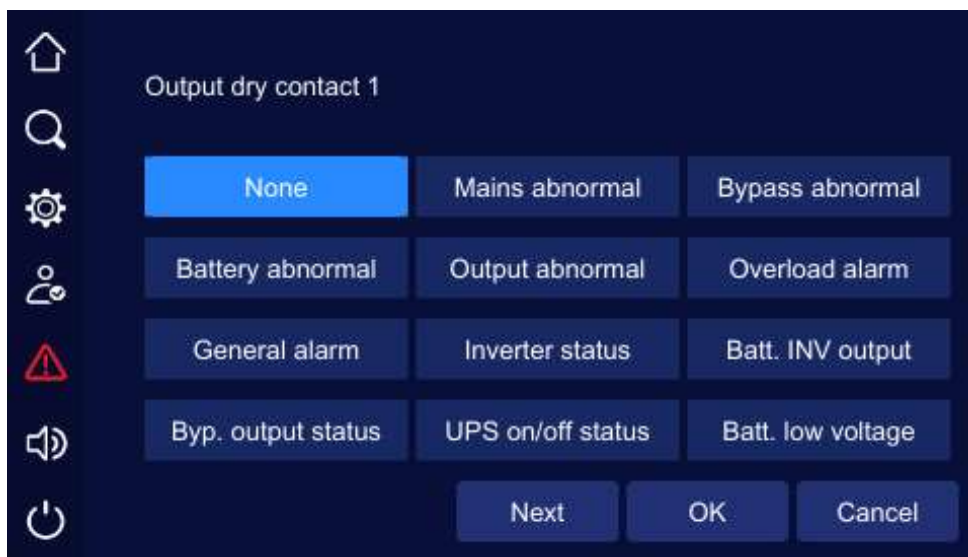 Output dry contact 1
None Mains abnormal Bypass abnormal
Battery abnormal Output abnormal Overload alarm
General alarm Inverter status Batt. INV output
Byp. output status UPS on/off status Batt. low voltage
Next OK Cancel